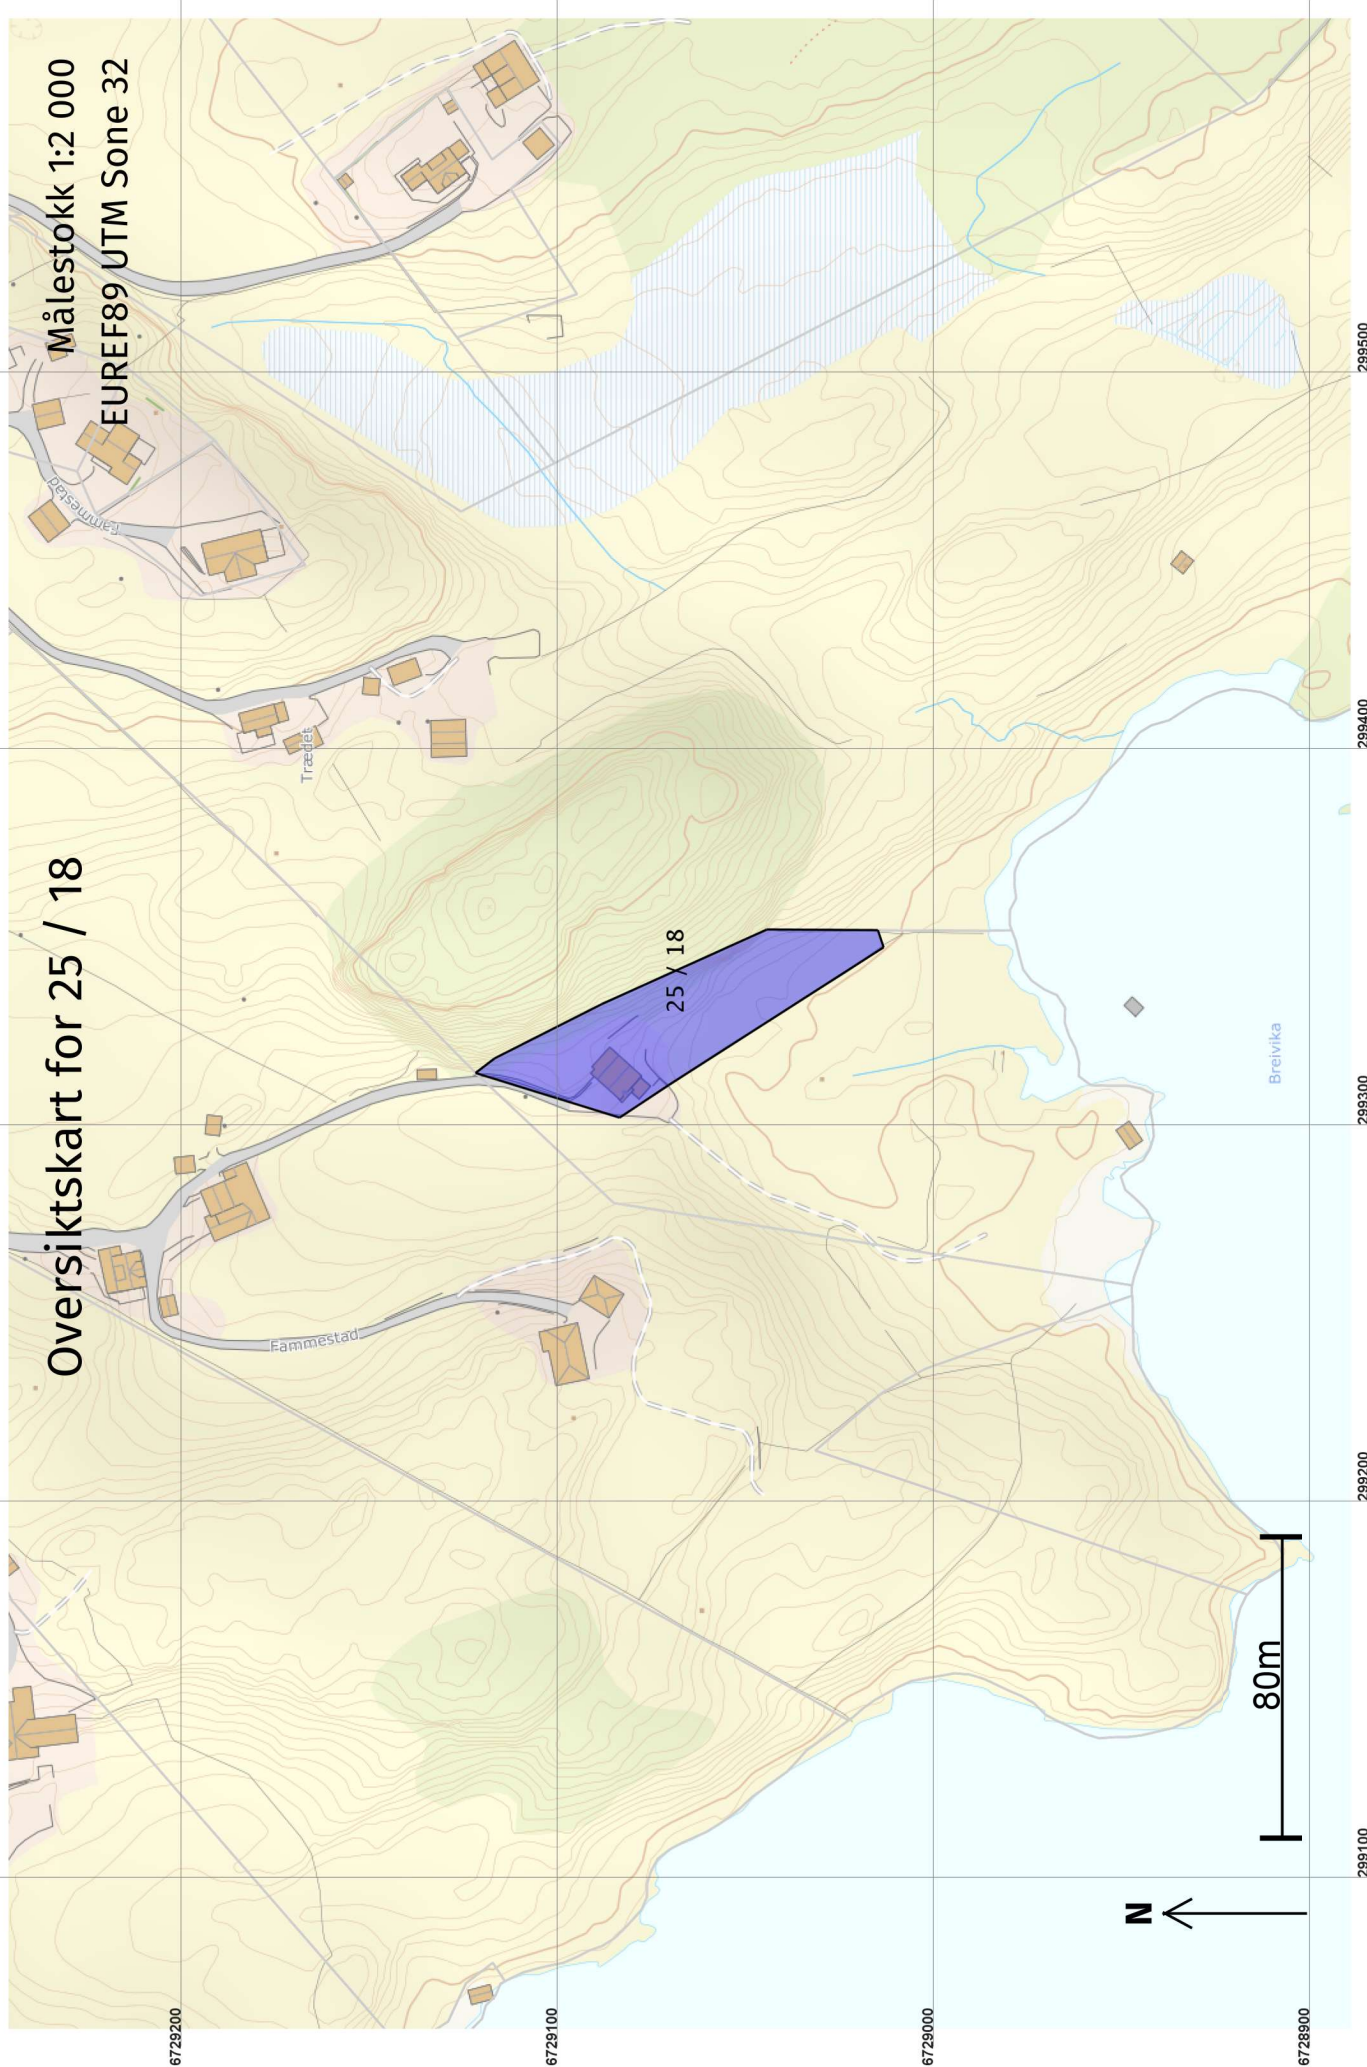 Oversiktskart for 25 / 18
Målestokk 1:2 000
EUREF89 UTM Sone 32
Fammestad
Fammestad
Trædet
25 / 18
Breivika
80m
N
6729200
6729100
6729000
6728900
299100
299200
299300
299400
299500